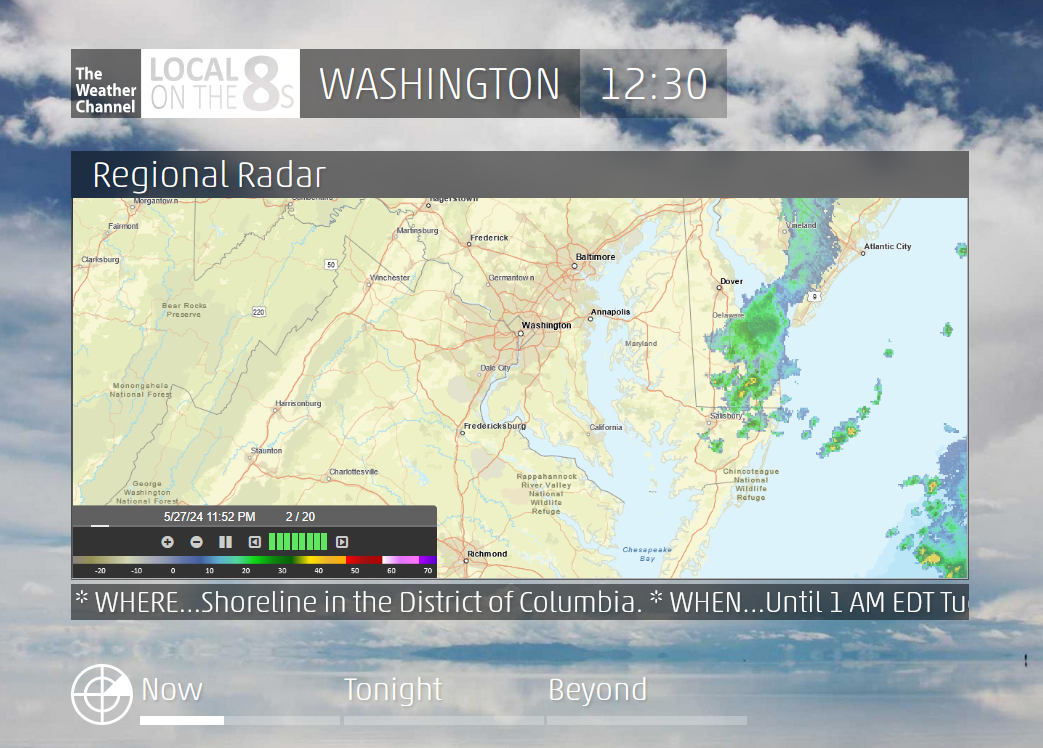 The
Weather
Channel
LOCAL
ON THE 8s
WASHINGTON
12:30
Regional Radar
Morgantown
Cumberland
Hagerstown
Fairmont
Martinsburg
Frederick
Vineland
Atlantic City
Clarksburg
50
Baltimore
Winchester
Germantown
Dover
9
Bear Rocks
Preserve
220
Annapolis
Delaware
Washington
Maryland
Dale City
Monongahela
National Forest
Harrisonburg
Salisbury
Fredericksburg
California
Staunton
Charlottesville
Rappahannock
River Valley
National
Wildlife
Refuge
Chincoteague
National
Wildlife
Refuge
George
Washington
National Forest
5/27/24 11:52 PM 2 / 20
Richmond
Chesapeake
Bay
-20 -10 0 10 20 30 40 50 60 70
* WHERE...Shoreline in the District of Columbia. * WHEN...Until 1 AM EDT Tu
Now Tonight Beyond